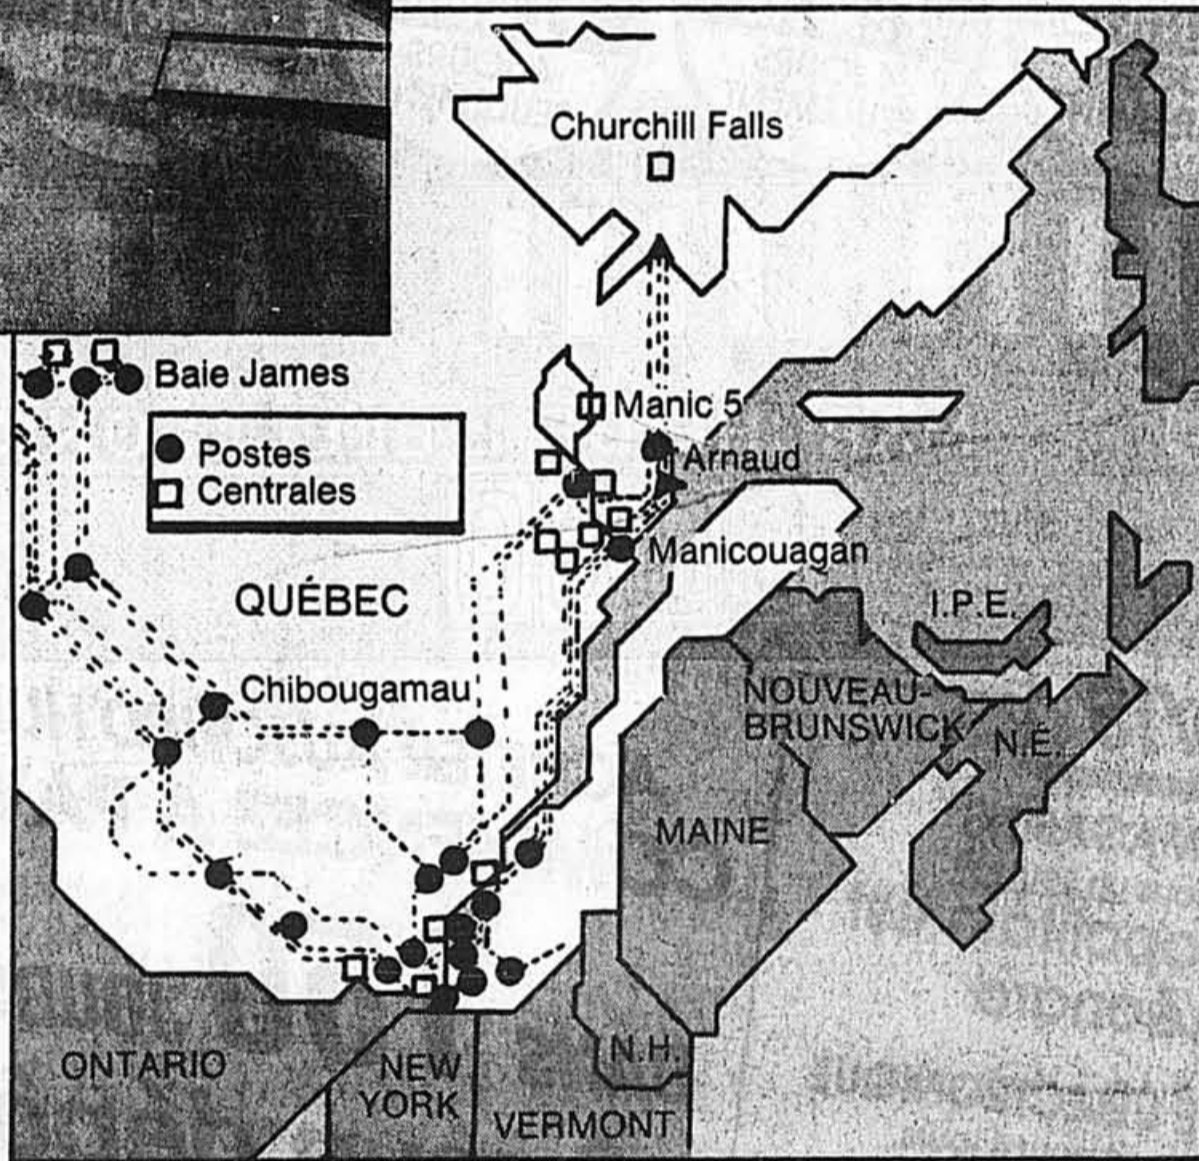 Churchill Falls
Baie James
Manic 5
Postes
Centrales
Arnaud
Manicouagan
QUÉBEC
I.P.E.
Chibougamau
NOUVEAU-
BRUNSWICK
N.É.
MAINE
ONTARIO
NEW
YORK
N.H.
VERMONT